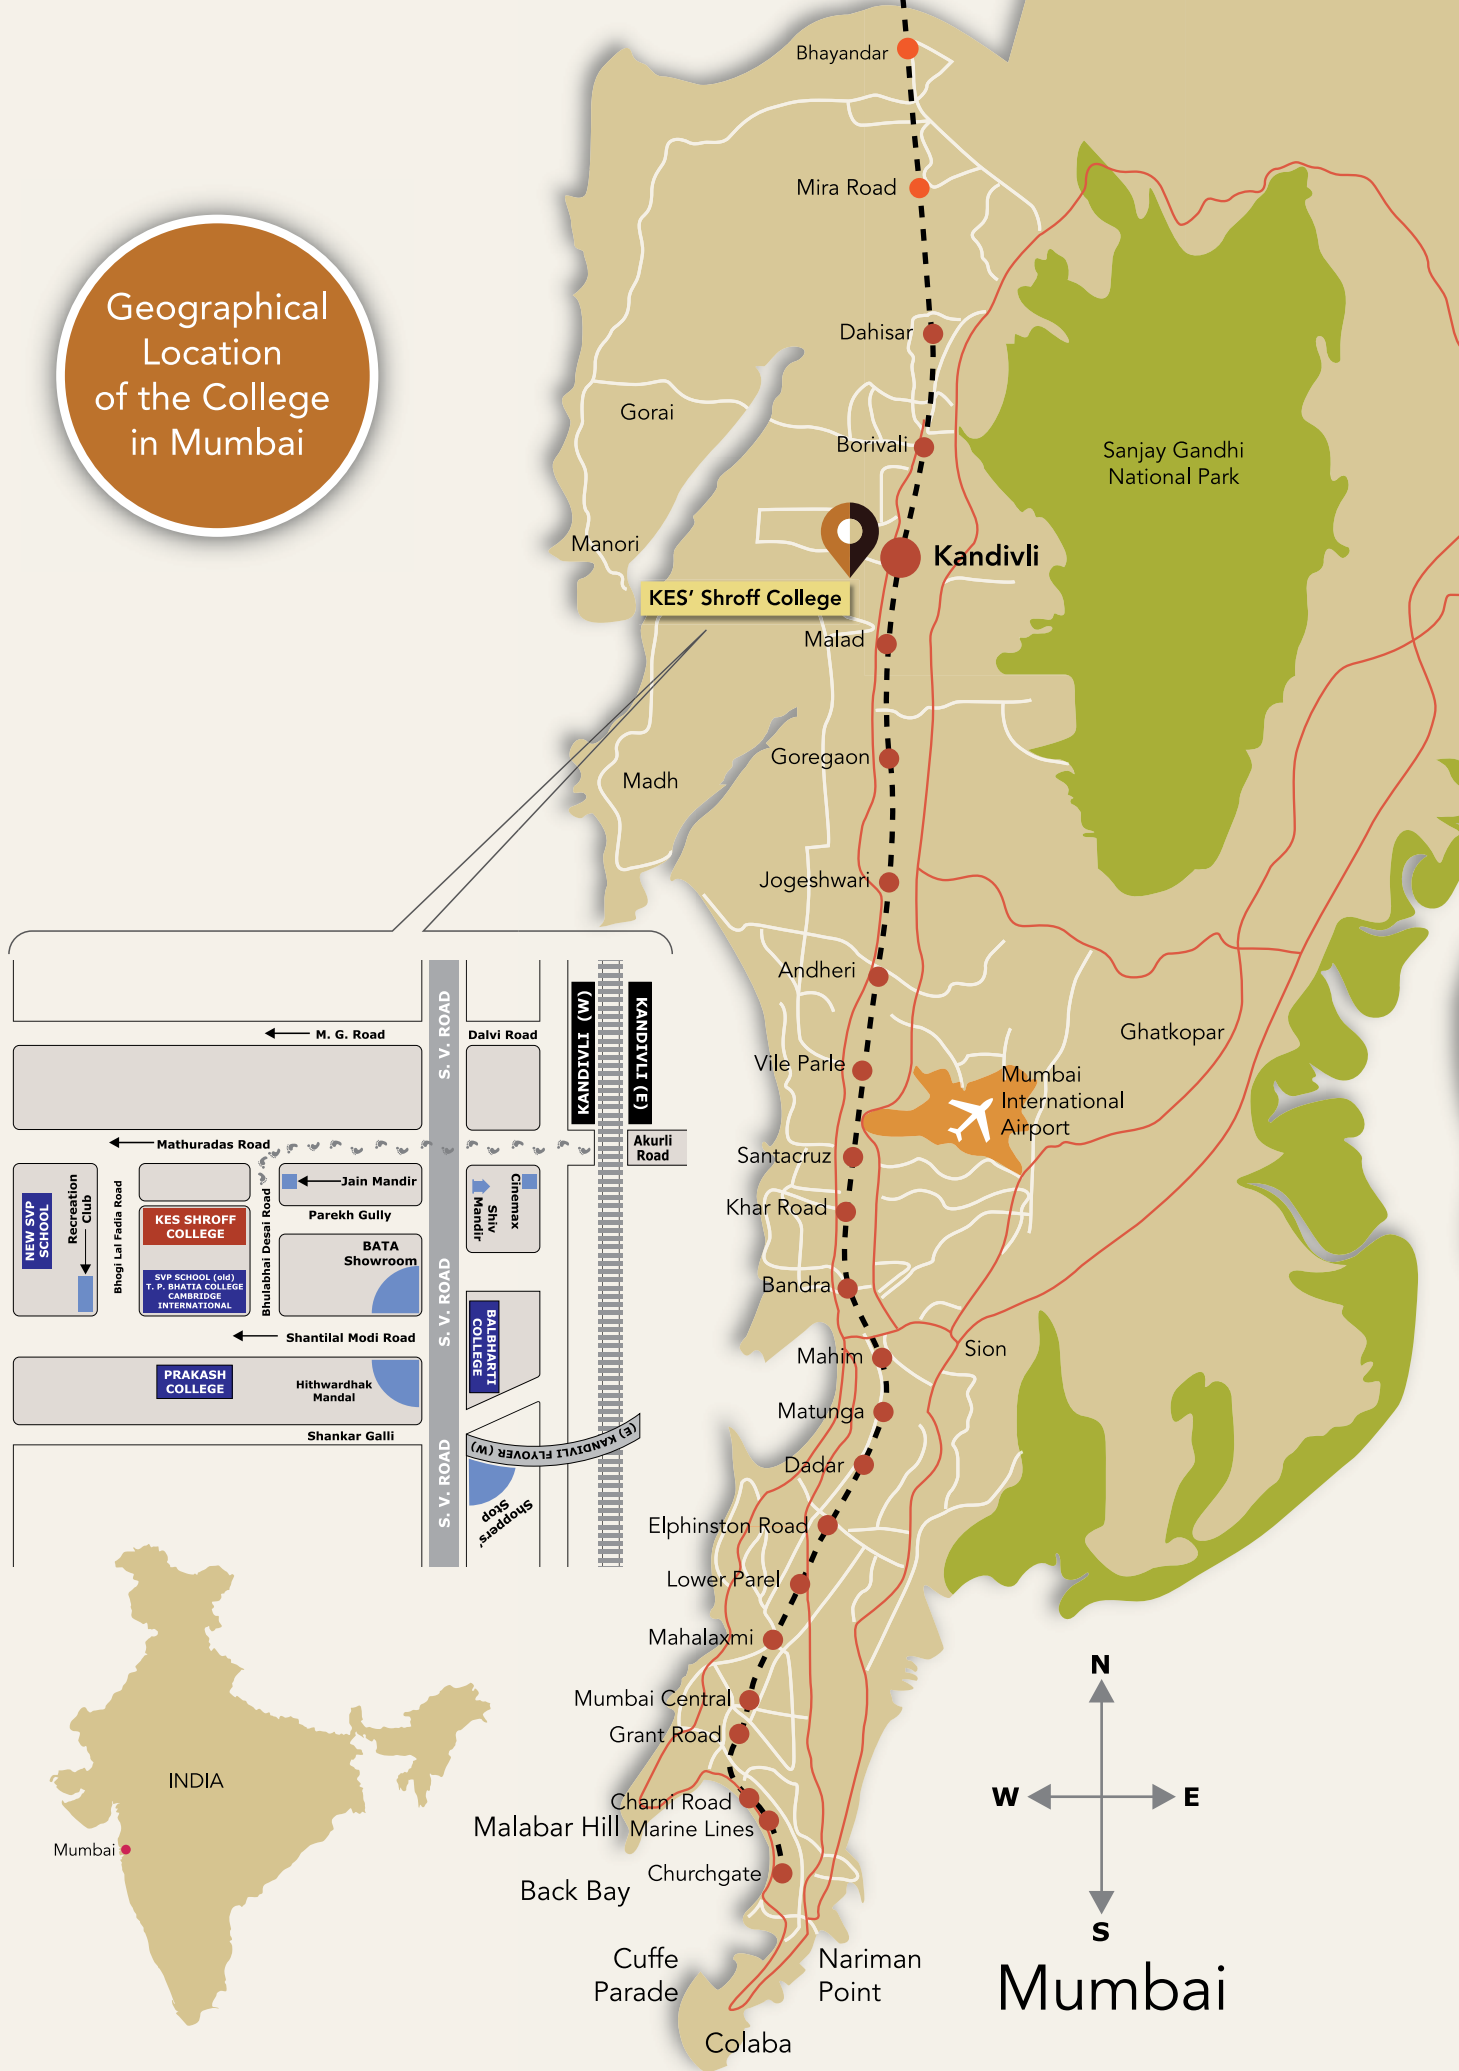 Geographical
Location
of the College
in Mumbai
Bhayandar
Mira Road
Dahisar
Gorai
Borivali
Sanjay Gandhi
National Park
Manori
Kandivli
KES’ Shroff College
Malad
Goregaon
Madh
Jogeshwari
Andheri
Ghatkopar
Vile Parle
Mumbai
International
Airport
Santacruz
Khar Road
Bandra
Mahim
Sion
Matunga
Dadar
Elphinston Road
Lower Parel
Mahalaxmi
Mumbai Central
Grant Road
Charni Road
Malabar Hill
Marine Lines
Churchgate
Back Bay
Cuffe
Parade
Nariman
Point
Colaba
S. V. ROAD
M. G. Road
Dalvi Road
KANDIVLI (W)
KANDIVLI (E)
Mathuradas Road
Akurli
Road
NEW SVP
SCHOOL
Recreation
Club
Bhogi Lal Fadia Road
KES SHROFF
COLLEGE
SVP SCHOOL (old)
T. P. BHATIA COLLEGE
CAMBRIDGE
INTERNATIONAL
Bhulabhai Desai Road
Jain Mandir
Parekh Gully
BATA
Showroom
Shiv
Mandir
Cinemax
S. V. ROAD
Shantilal Modi Road
BALBHARTI
COLLEGE
PRAKASH
COLLEGE
Hithwardhak
Mandal
Shankar Galli
(E) KANDIVLI FLYOVER (W)
S. V. ROAD
Shoppers’
Stop
INDIA
Mumbai
N
W
E
S
Mumbai